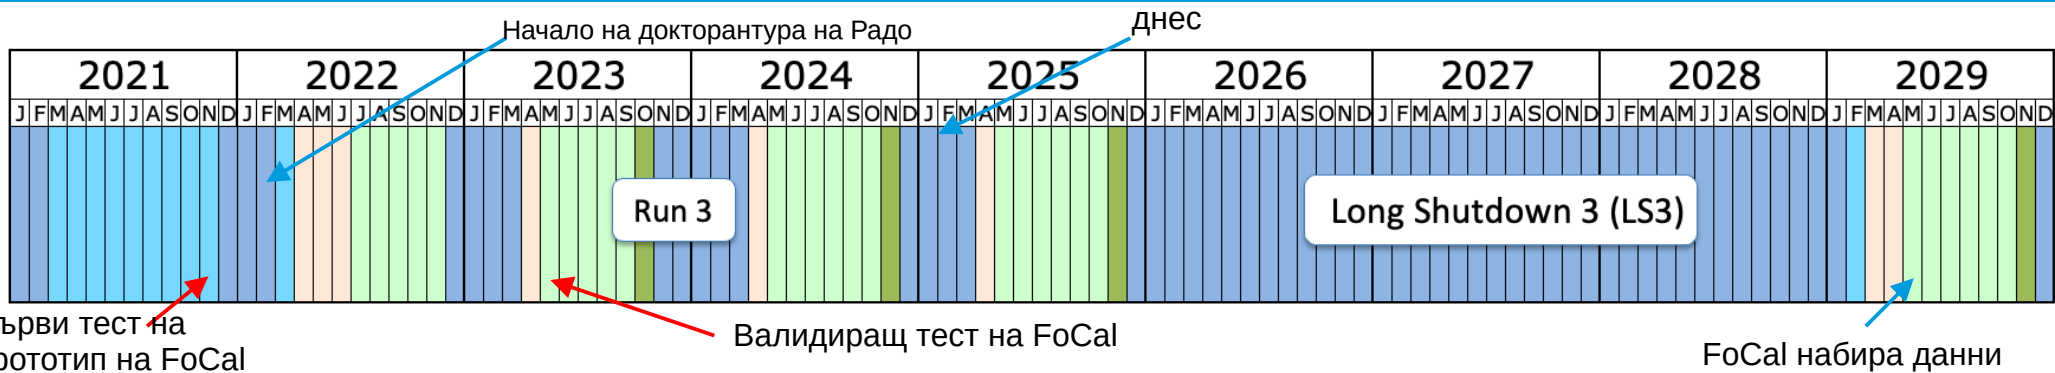 Начало на докторантура на Радо
днес
2021 2022 2023 2024 2025 2026 2027 2028 2029
J F M A M J J A S O N D J F M A M J J A S O N D J F M A M J J A S O N D J F M A M J J A S O N D J F M A M J J A S O N D J F M A M J J A S O N D J F M A M J J A S O N D J F M A M J J A S O N D J F M A M J J A S O N D
Run 3
Long Shutdown 3 (LS3)
ърви тест на
рототип на FoCal
Валидиращ тест на FoCal
FoCal набира данни